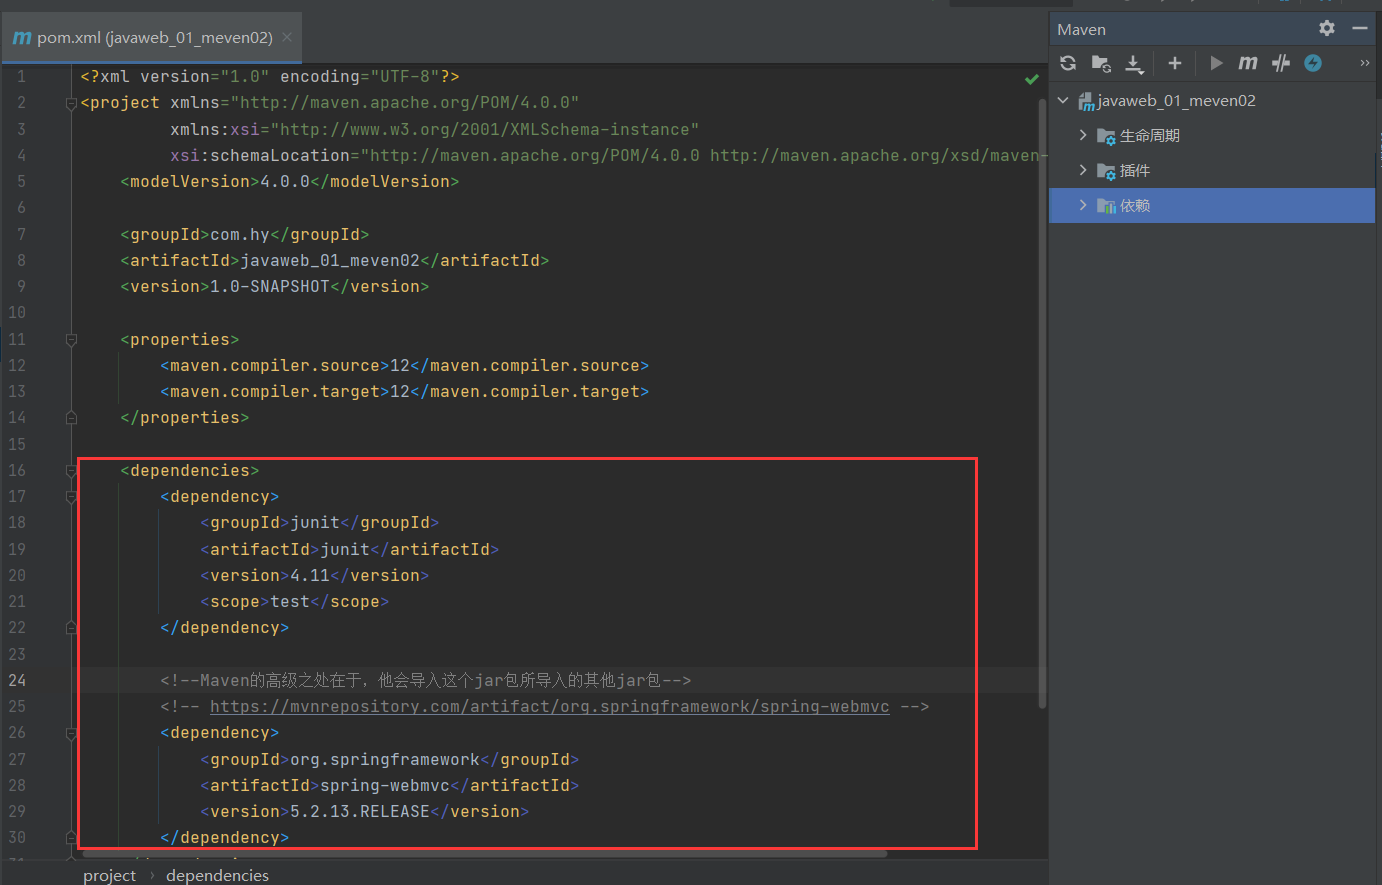 pom.xml (javaweb_01_meven02)
1 <?xml version="1.0" encoding="UTF-8"?>
2 <project xmlns="http://maven.apache.org/POM/4.0.0"
3 xmlns:xsi="http://www.w3.org/2001/XMLSchema-instance"
4 xsi:schemaLocation="http://maven.apache.org/POM/4.0.0 http://maven.apache.org/xsd/maven-
5 <modelVersion>4.0.0</modelVersion>
6
7 <groupId>com.hy</groupId>
8 <artifactId>javaweb_01_meven02</artifactId>
9 <version>1.0-SNAPSHOT</version>
10
11 <properties>
12 <maven.compiler.source>12</maven.compiler.source>
13 <maven.compiler.target>12</maven.compiler.target>
14 </properties>
15
16 <dependencies>
17 <dependency>
18 <groupId>junit</groupId>
19 <artifactId>junit</artifactId>
20 <version>4.11</version>
21 <scope>test</scope>
22 </dependency>
23
24 <!--Maven的高级之处在于，他会导入这个jar包所导入的其他jar包-->
25 <!-- https://mvnrepository.com/artifact/org.springframework/spring-webmvc -->
26 <dependency>
27 <groupId>org.springframework</groupId>
28 <artifactId>spring-webmvc</artifactId>
29 <version>5.2.13.RELEASE</version>
30 </dependency>
project › dependencies
Maven
javaweb_01_meven02
生命周期
插件
依赖